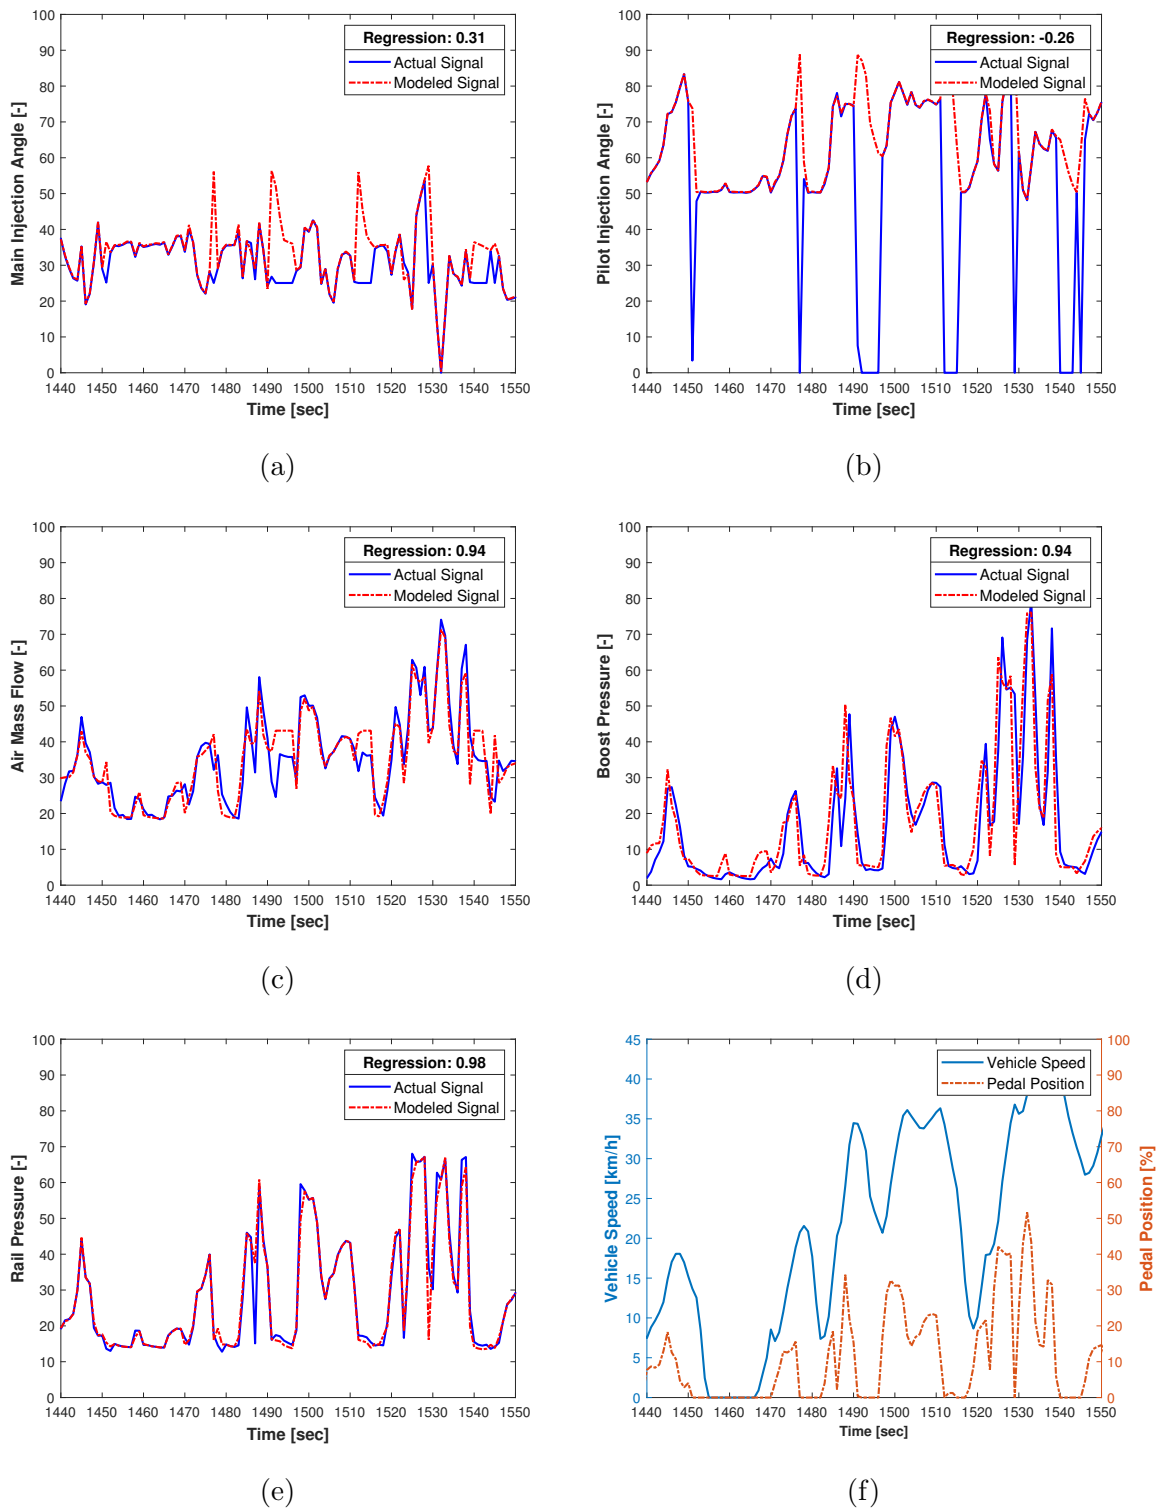 Regression: 0.31
Actual Signal
Modeled Signal
Main Injection Angle [-]
100
90
80
70
60
50
40
30
20
10
0
1440 1450 1460 1470 1480 1490 1500 1510 1520 1530 1540 1550
Time [sec]
(a)
Regression: -0.26
Actual Signal
Modeled Signal
Pilot Injection Angle [-]
100
90
80
70
60
50
40
30
20
10
0
1440 1450 1460 1470 1480 1490 1500 1510 1520 1530 1540 1550
Time [sec]
(b)
Regression: 0.94
Actual Signal
Modeled Signal
Air Mass Flow [-]
100
90
80
70
60
50
40
30
20
10
0
1440 1450 1460 1470 1480 1490 1500 1510 1520 1530 1540 1550
Time [sec]
(c)
Regression: 0.94
Actual Signal
Modeled Signal
Boost Pressure [-]
100
90
80
70
60
50
40
30
20
10
0
1440 1450 1460 1470 1480 1490 1500 1510 1520 1530 1540 1550
Time [sec]
(d)
Regression: 0.98
Actual Signal
Modeled Signal
Rail Pressure [-]
100
90
80
70
60
50
40
30
20
10
0
1440 1450 1460 1470 1480 1490 1500 1510 1520 1530 1540 1550
Time [sec]
(e)
Vehicle Speed
Pedal Position
Vehicle Speed [km/h]
45
40
35
30
25
20
15
10
5
0
Pedal Position [%]
100
90
80
70
60
50
40
30
20
10
0
1440 1450 1460 1470 1480 1490 1500 1510 1520 1530 1540 1550
Time [sec]
(f)